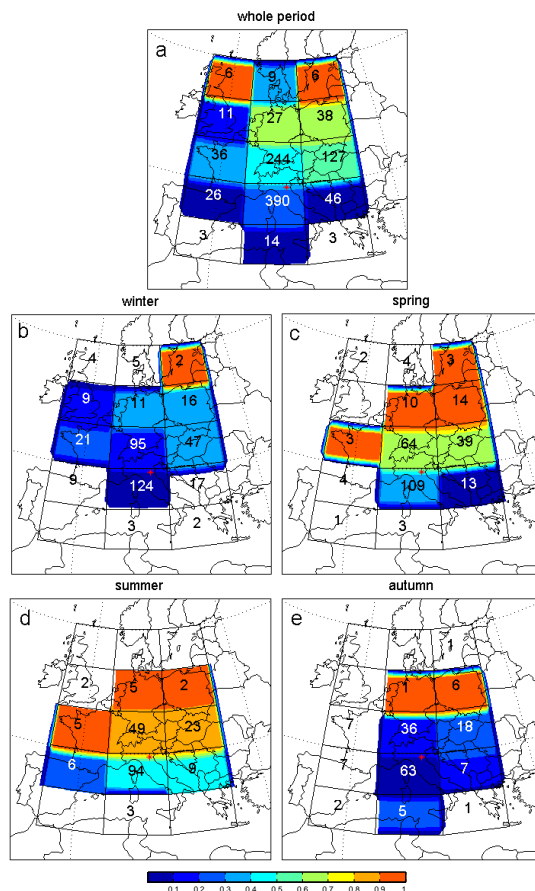 whole period
a
6 9 6
11 27 38
36 244 127
26 390 46
3 14 3
winter
b
4 5 2
9 11 16
21 95 47
9 124 17
3 2
spring
c
2 4 3
10 14
3 64 39
4 109 13
1 3
summer
d
2 5 2
5 49 23
6 94 9
3
autumn
e
1
1 6
7 36 18
7 63 7
2 5 1
0.1 0.2 0.3 0.4 0.5 0.6 0.7 0.8 0.9 1